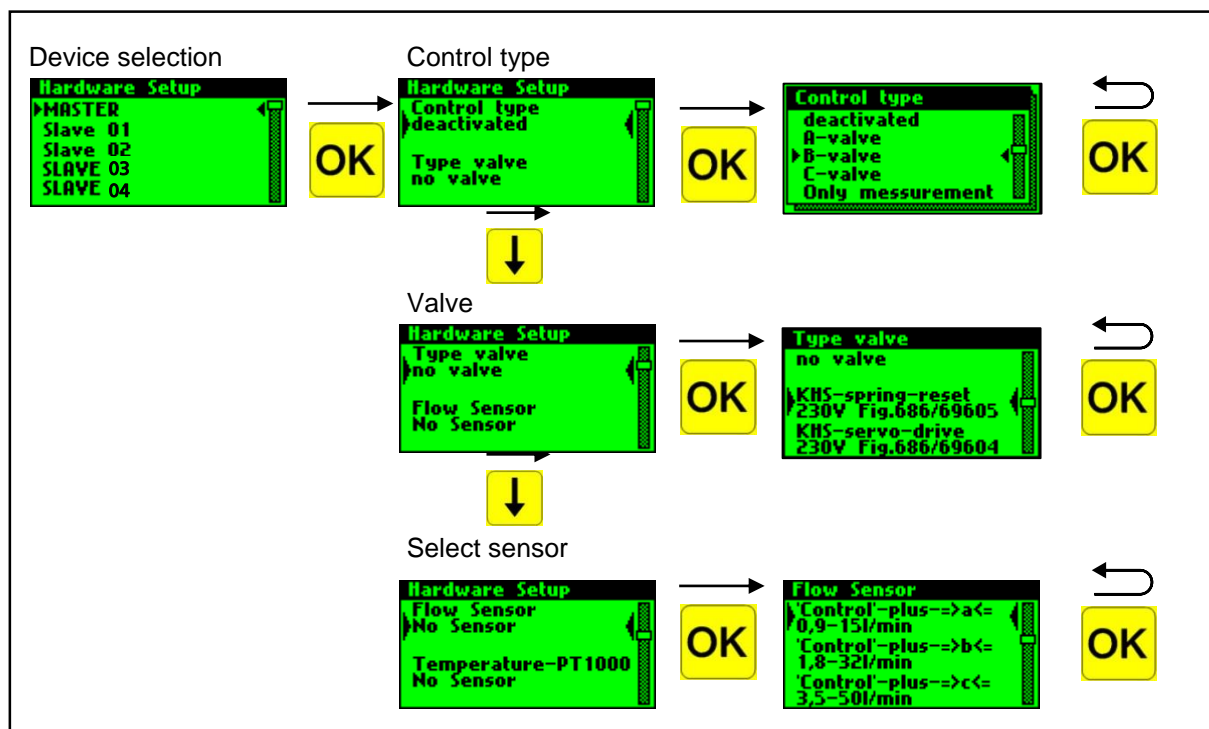 Device selection
Hardware Setup
MASTER
Slave 01
Slave 02
SLAVE 03
SLAVE 04
OK
Control type
Hardware Setup
Control type
deactivated
Type valve
no valve
OK
Control type
deactivated
A-valve
B-valve
C-valve
Only messurement
OK
Valve
Hardware Setup
Type valve
no valve
Flow Sensor
No Sensor
OK
Type valve
no valve
KHS-spring-reset
230V Fig.686/69605
KHS-servo-drive
230V Fig.686/69604
OK
Select sensor
Hardware Setup
Flow Sensor
No Sensor
Temperature-PT1000
No Sensor
OK
Flow Sensor
'Control'-plus-=>a<=
0,9-15l/min
'Control'-plus-=>b<=
1,8-32l/min
'Control'-plus-=>c<=
3,5-50l/min
OK